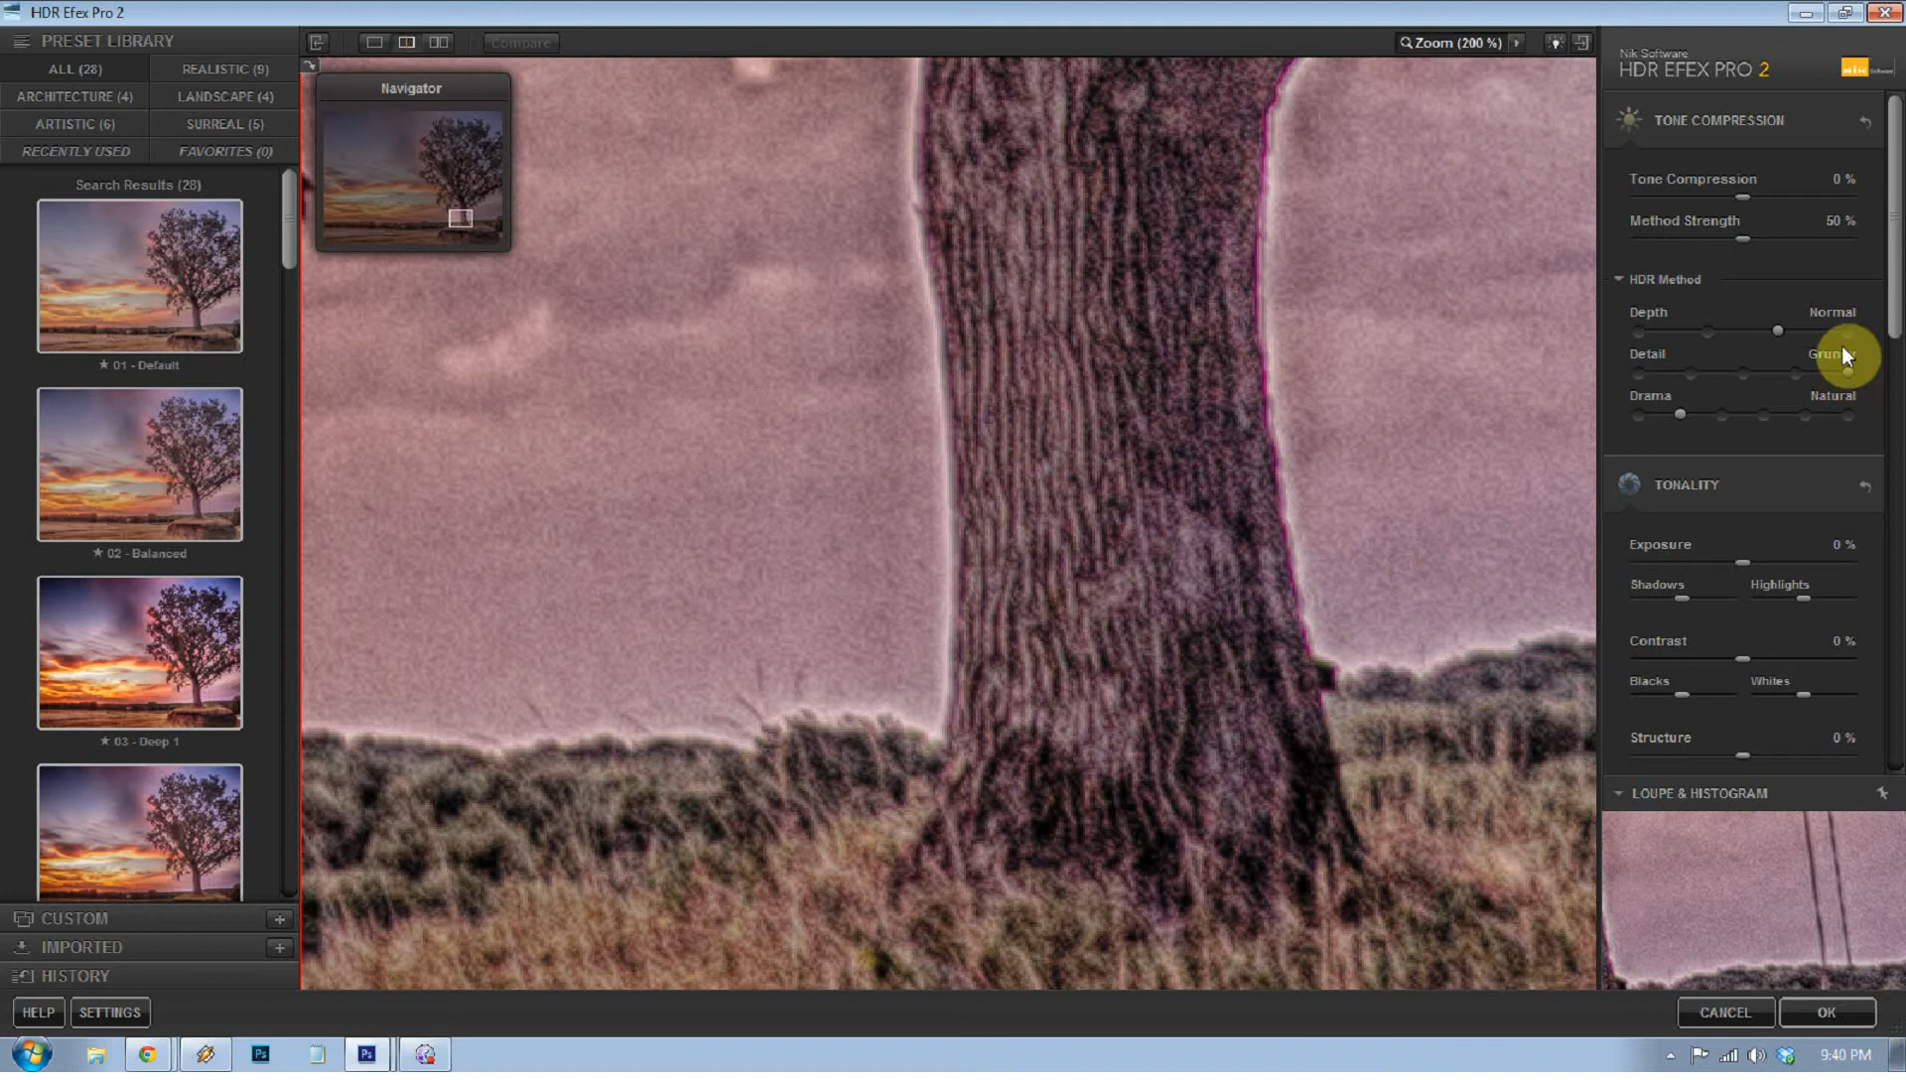 HDR Efex Pro 2
PRESET LIBRARY
ALL (28)
REALISTIC (9)
ARCHITECTURE (4)
LANDSCAPE (4)
ARTISTIC (6)
SURREAL (5)
RECENTLY USED
FAVORITES (0)
Search Results (28)
★ 01 - Default
★ 02 - Balanced
★ 03 - Deep 1
CUSTOM
IMPORTED
HISTORY
HELP
SETTINGS
Compare
Zoom (200 %)
Navigator
Nik Software
HDR EFEX PRO 2
nik Software
TONE COMPRESSION
Tone Compression 0 %
Method Strength 50 %
HDR Method
Depth Normal
Detail
Drama Natural
TONALITY
Exposure 0 %
Shadows Highlights
Contrast 0 %
Blacks Whites
Structure 0 %
LOUPE & HISTOGRAM
CANCEL
OK
Ps
Ps
9:40 PM